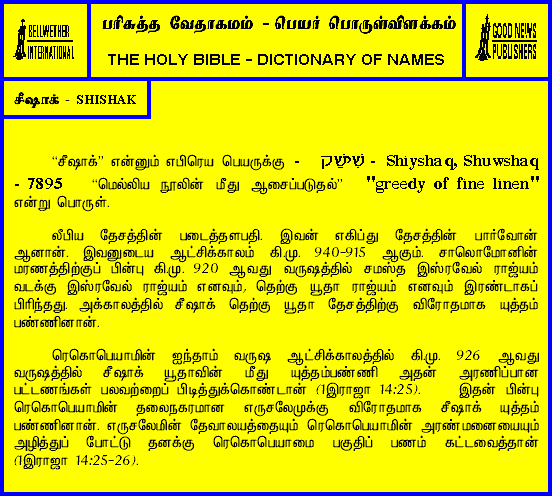 BELLWETHER
INTERNATIONAL
பரிசுத்த வேதாகமம் - பெயர் பொருள்விளக்கம்
THE HOLY BIBLE - DICTIONARY OF NAMES
GOOD NEWS
PUBLISHERS
சீஷாக் - SHISHAK
“சீஷாக்” என்னும் எபிரெய பெயருக்கு - שׁישׁק - Shiyshaq, Shuwshaq
- 7895 “மெல்லிய நூலின் மீது ஆசைப்படுதல்” "greedy of fine linen"
என்று பொருள்.
லீபிய தேசத்தின் படைத்தளபதி. இவன் எகிப்து தேசத்தின் பார்வோன்
ஆனான். இவனுடைய ஆட்சிக்காலம் கி.மு. 940-915 ஆகும். சாலொமோனின்
மரணத்திற்குப் பின்பு கி.மு. 920 ஆவது வருஷத்தில் சமஸ்த இஸ்ரவேல் ராஜ்யம்
வடக்கு இஸ்ரவேல் ராஜ்யம் எனவும், தெற்கு யூதா ராஜ்யம் எனவும் இரண்டாகப்
பிரிந்தது. அக்காலத்தில் சீஷாக் தெற்கு யூதா தேசத்திற்கு விரோதமாக யுத்தம்
பண்ணினான்.
ரெகொபெயாமின் ஐந்தாம் வருஷ ஆட்சிக்காலத்தில் கி.மு. 926 ஆவது
வருஷத்தில் சீஷாக் யூதாவின் மீது யுத்தம்பண்ணி அதன் அரணிப்பான
பட்டணங்கள் பலவற்றைப் பிடித்துக்கொண்டான் (1இராஜா 14:25). இதன் பின்பு
ரெகொபெயாமின் தலைநகரமான எருசலேமுக்கு விரோதமாக சீஷாக் யுத்தம்
பண்ணினான். எருசலேமின் தேவாலயத்தையும் ரெகொபெயாமின் அரண்மனையையும்
அழித்துப் போட்டு தனக்கு ரெகொபெயாமை பகுதிப் பணம் கட்டவைத்தான்
(1இராஜா 14:25-26).